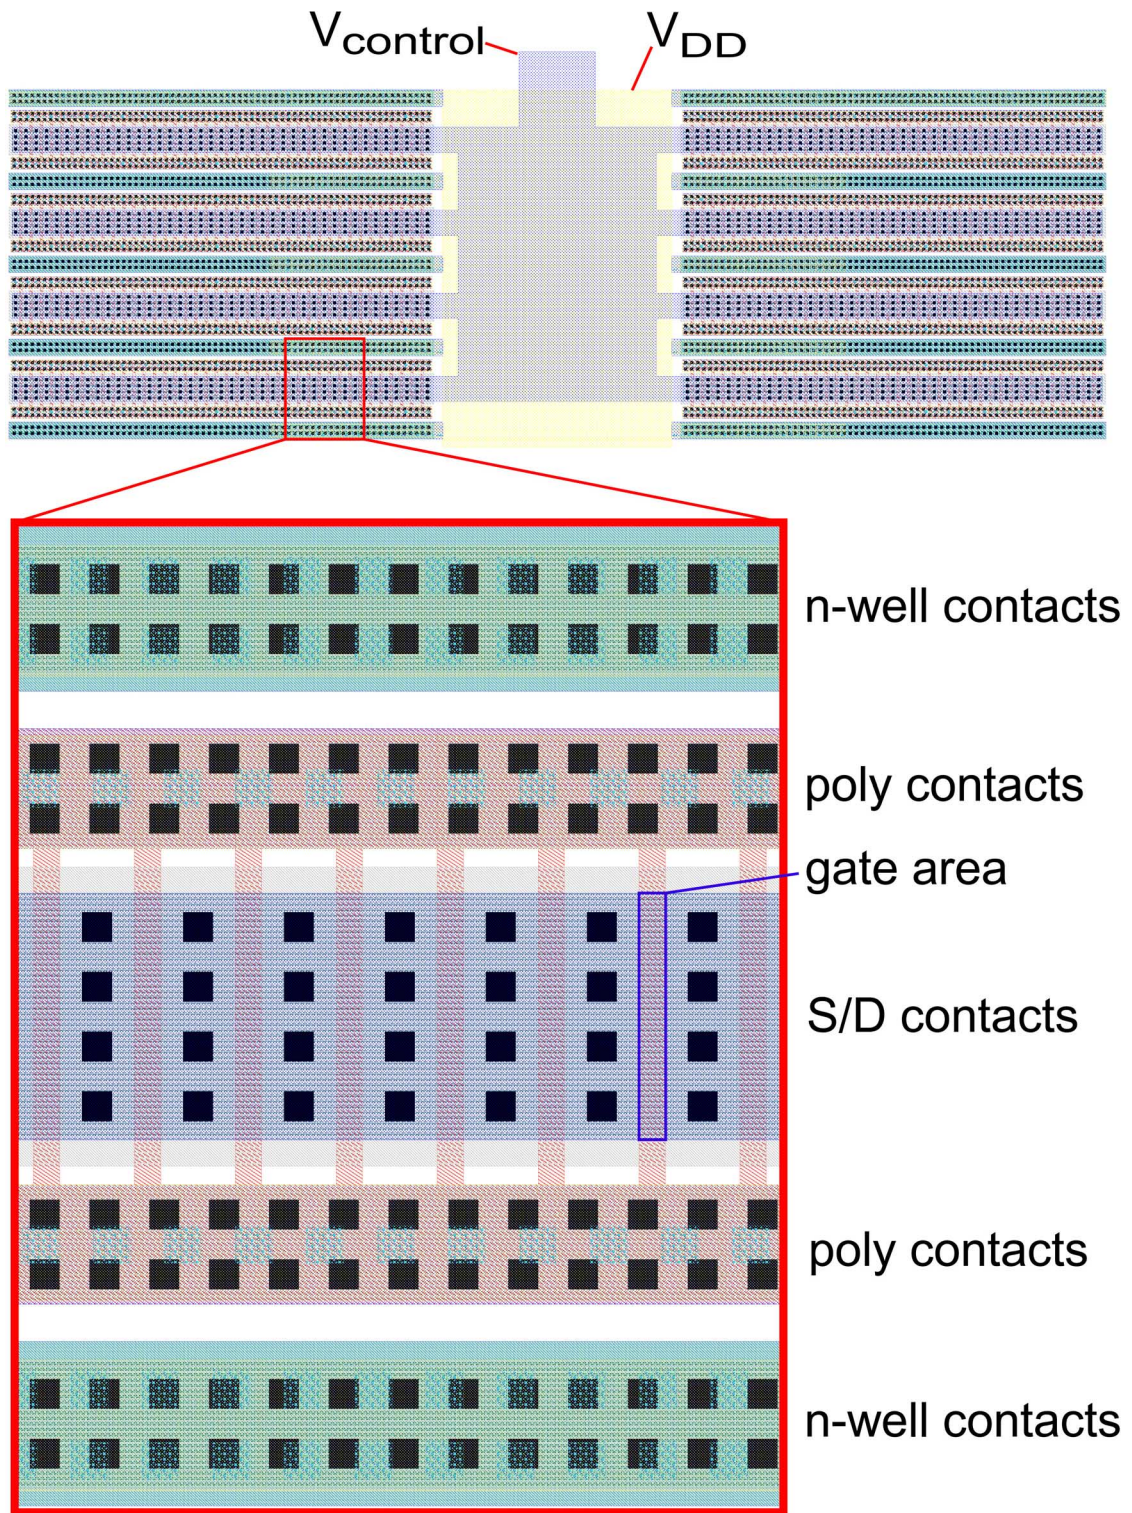 Vcontrol
VDD
n-well contacts
poly contacts
gate area
S/D contacts
poly contacts
n-well contacts